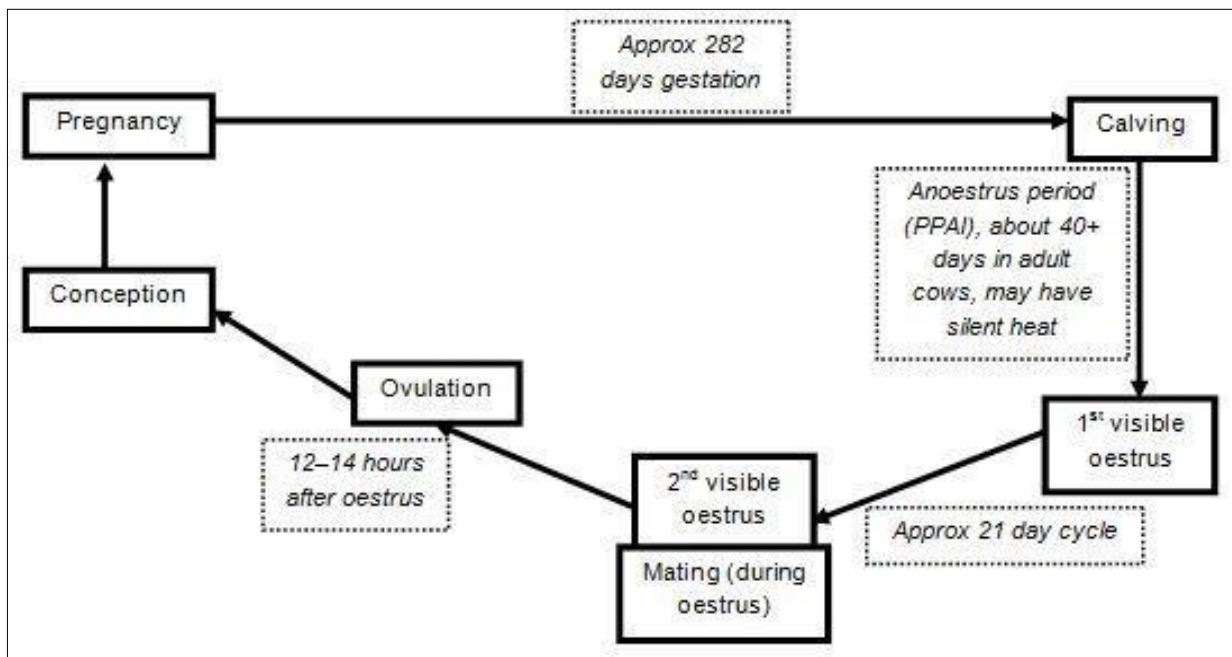 Approx 282
days gestation
Pregnancy
Calving
Anoestrus period
(PPAI), about 40+
days in adult
cows, may have
silent heat
Conception
Ovulation
1st visible
oestrus
12–14 hours
after oestrus
2nd visible
oestrus
Approx 21 day cycle
Mating (during
oestrus)